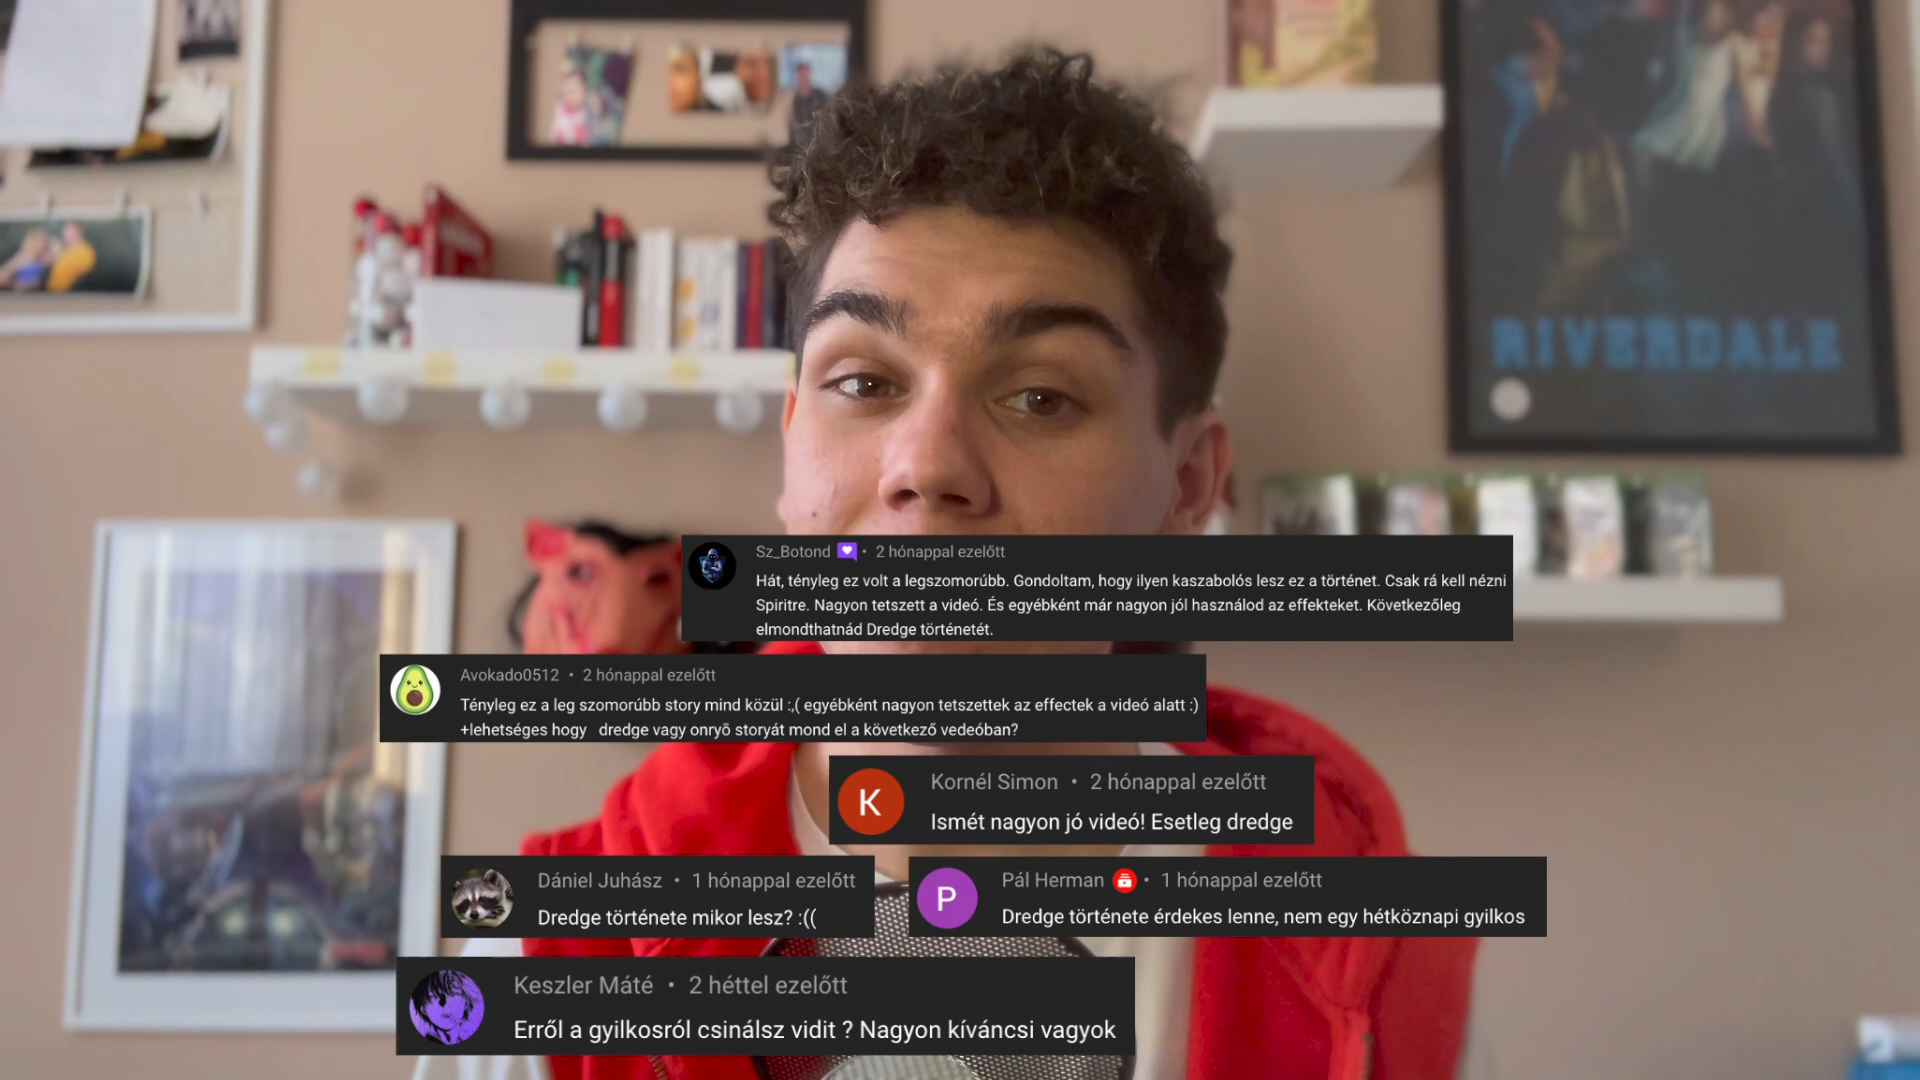 RIVERDALE
Sz_Botond • 2 hónappal ezelőtt
Hát, tényleg ez volt a legszomorúbb. Gondoltam, hogy ilyen kaszabolós lesz ez a történet. Csak rá kell nézni
Spiritre. Nagyon tetszett a videó. És egyébként már nagyon jól használod az effekteket. Következőleg
elmondthatnád Dredge történetét.
Avokado0512 • 2 hónappal ezelőtt
Tényleg ez a leg szomorúbb story mind közül :,( egyébként nagyon tetszettek az effectek a videó alatt :)
+lehetséges hogy dredge vagy onryō storyát mond el a következő vedeóban?
K
Kornél Simon • 2 hónappal ezelőtt
Ismét nagyon jó videó! Esetleg dredge
Dániel Juhász • 1 hónappal ezelőtt
Dredge története mikor lesz? :((
P
Pál Herman • 1 hónappal ezelőtt
Dredge története érdekes lenne, nem egy hétköznapi gyilkos
Keszler Máté • 2 héttel ezelőtt
Erről a gyilkosról csinálsz vidit ? Nagyon kíváncsi vagyok